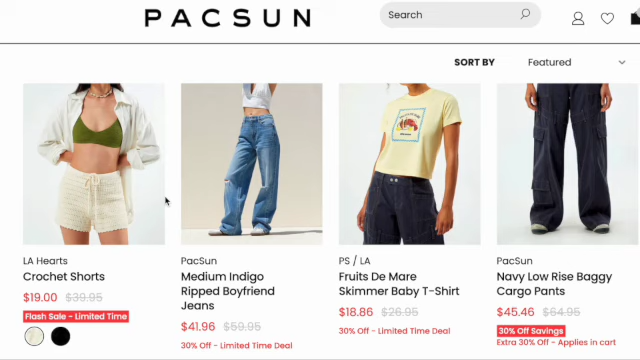 PACSUN
Search
SORT BY Featured
LA Hearts
Crochet Shorts
$19.00 $39.95
Flash Sale - Limited Time
PacSun
Medium Indigo
Ripped Boyfriend
Jeans
$41.96 $59.95
30% Off - Limited Time Deal
PS / LA
Fruits De Mare
Skimmer Baby T-Shirt
$18.86 $26.95
30% Off - Limited Time Deal
PacSun
Navy Low Rise Baggy
Cargo Pants
$45.46 $64.95
30% Off Savings
Extra 30% Off - Applies in cart